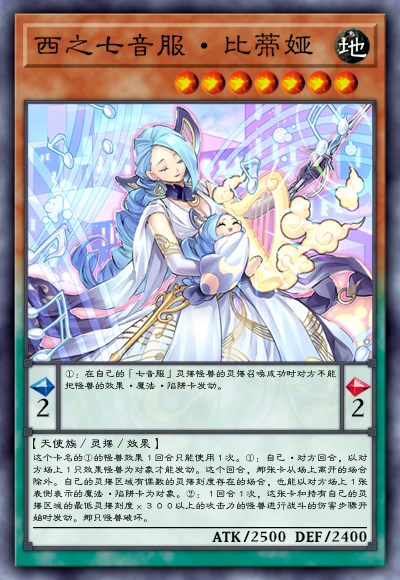 西之七音服·比蒂娅
地
①：在自己的「七音服」灵摆怪兽的灵摆召唤成功时对方不能
把怪兽的效果·魔法·陷阱卡发动。
2
2
【天使族／灵摆／效果】
这个卡名的①的怪兽效果1回合只能使用1次。①：自己·对方回合，以对
方场上1只效果怪兽为对象才能发动。这个回合，那张卡从场上离开的场合
除外。自己的灵摆区域有偶数的灵摆刻度存在的场合，也能以对方场上1张
表侧表示的魔法·陷阱卡为对象。②：1回合1次，这张卡和持有自己的灵
摆区域的最低灵摆刻度×300以上的攻击力的怪兽进行战斗的伤害步骤开
始时发动。那只怪兽破坏。
ATK/2500 DEF/2400